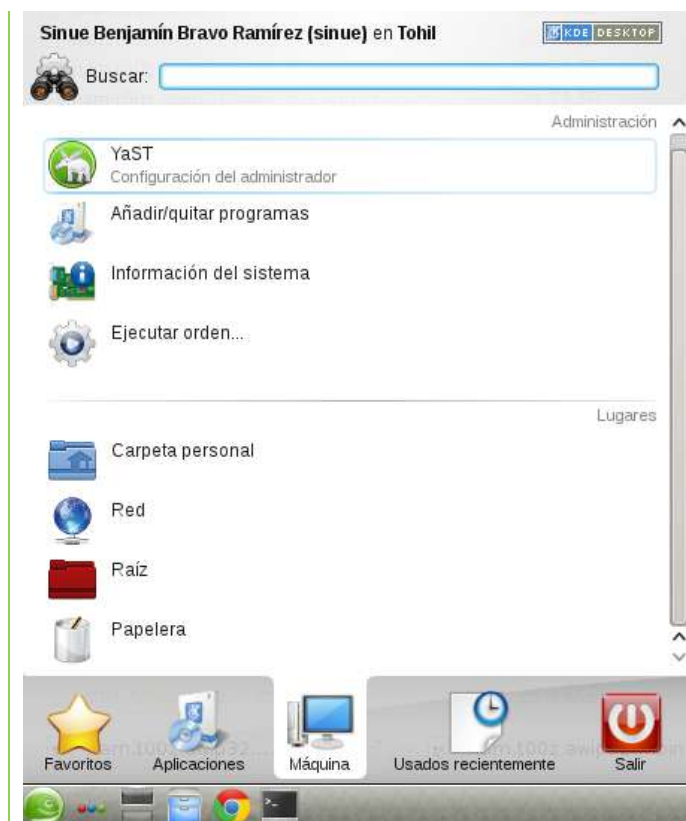 Sinue Benjamín Bravo Ramírez (sinue) en Tohil
KDE DESKTOP
Buscar:
Administración
YaST
Configuración del administrador
Añadir/quitar programas
Información del sistema
Ejecutar orden...
Lugares
Carpeta personal
Red
Raíz
Papelera
Favoritos
Aplicaciones
Máquina
Usados recientemente
Salir